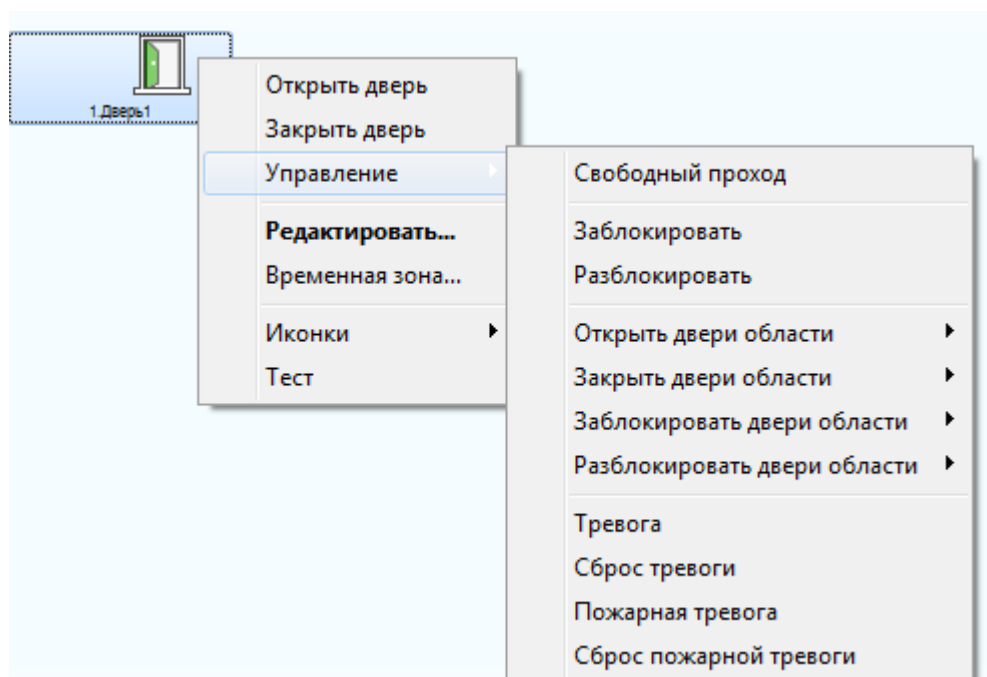 1.Дверь1
Открыть дверь
Закрыть дверь
Управление
Редактировать...
Временная зона...
Иконки
Тест
Свободный проход
Заблокировать
Разблокировать
Открыть двери области
Закрыть двери области
Заблокировать двери области
Разблокировать двери области
Тревога
Сброс тревоги
Пожарная тревога
Сброс пожарной тревоги